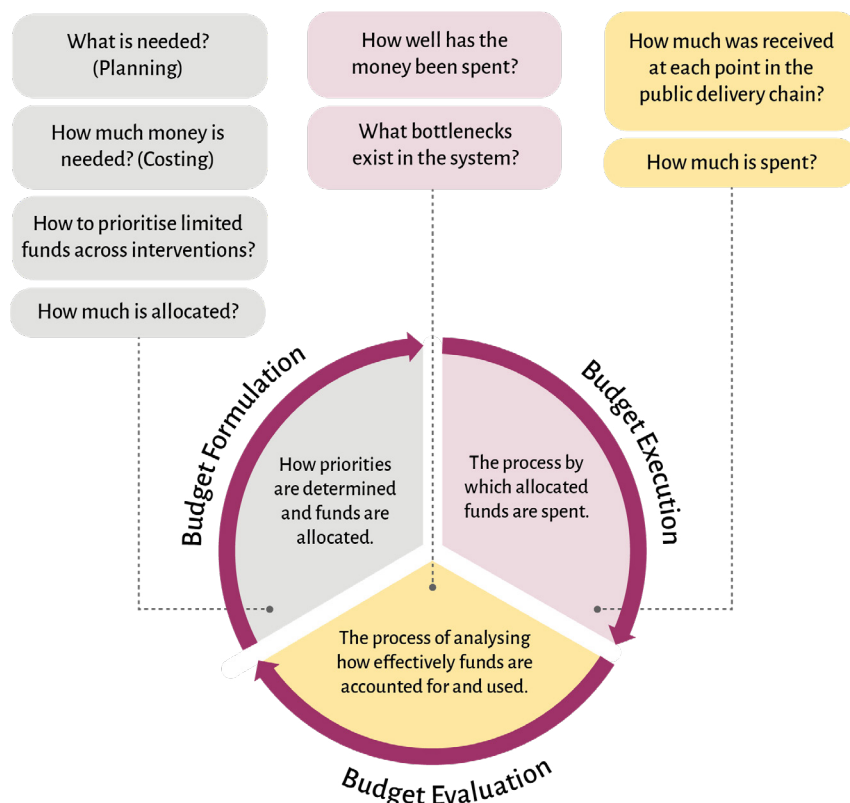 What is needed?
(Planning)
How much money is
needed? (Costing)
How to prioritise limited
funds across interventions?
How much is allocated?
How well has the
money been spent?
What bottlenecks
exist in the system?
How much was received
at each point in the
public delivery chain?
How much is spent?
Budget Formulation
How priorities
are determined
and funds are
allocated.
Budget Execution
The process by
which allocated
funds are spent.
The process of analysing
how effectively funds are
accounted for and used.
Budget Evaluation